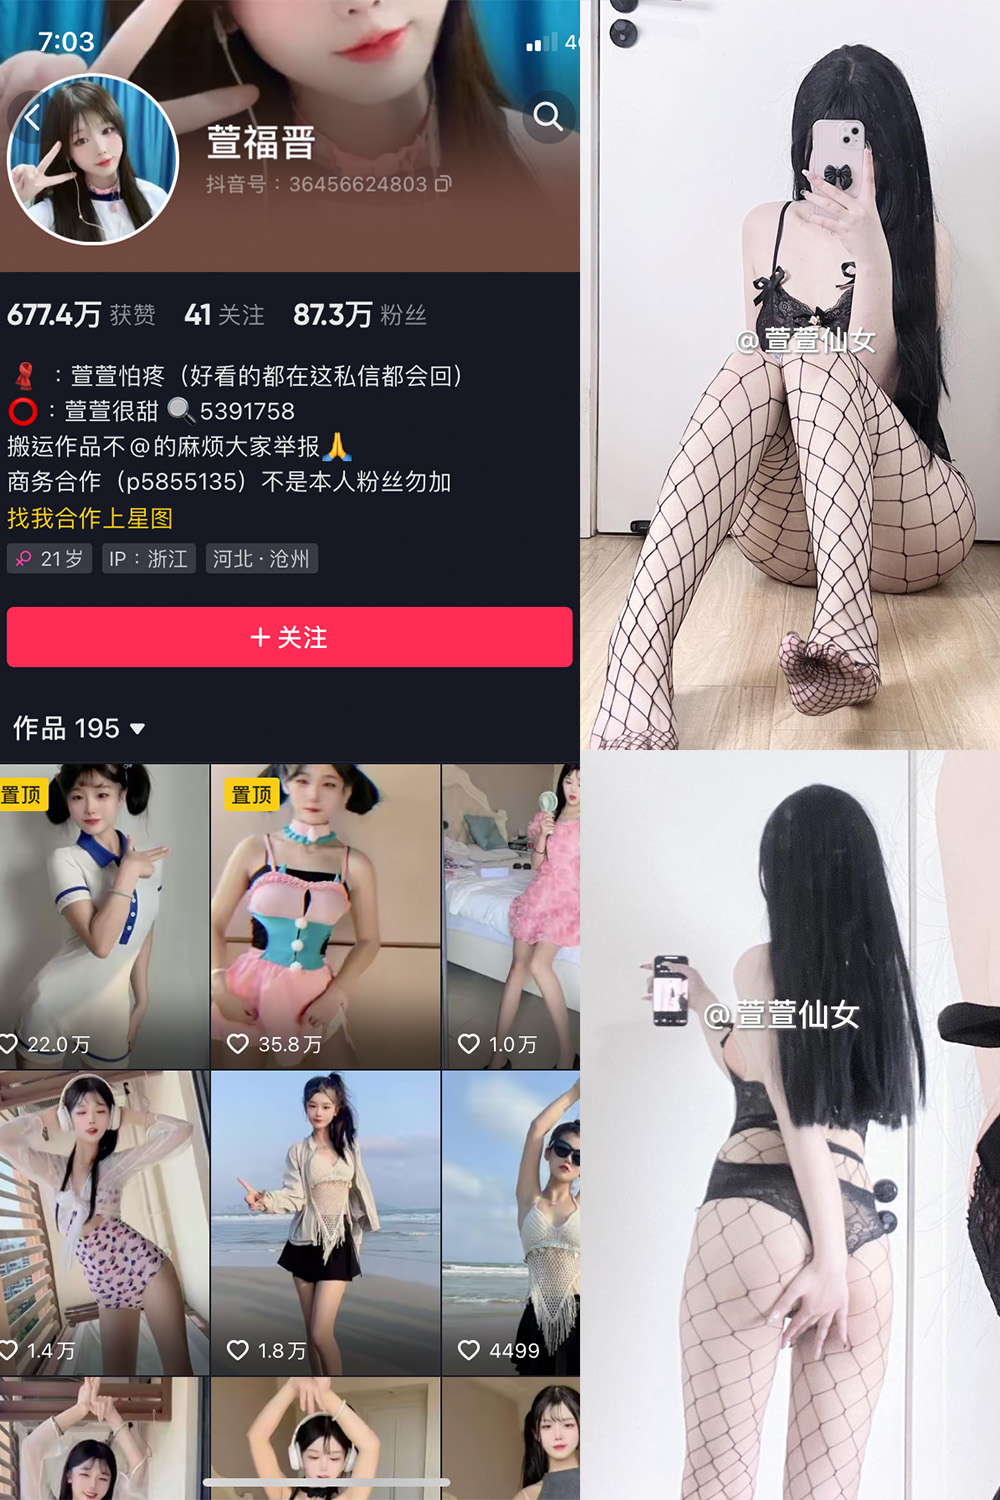 7:03
4G
萱福晋
抖音号：36456624803
677.4万 获赞 41 关注 87.3万 粉丝
：萱萱怕疼（好看的都在这私信都会回）
：萱萱很甜 🔍5391758
搬运作品不@的麻烦大家举报🙏
商务合作（p5855135）不是本人粉丝勿加
找我合作上星图
21岁 IP：浙江 河北·沧州
＋关注
作品 195
置顶
置顶
22.0万
35.8万
1.0万
1.4万
1.8万
4499
@萱萱仙女
@萱萱仙女